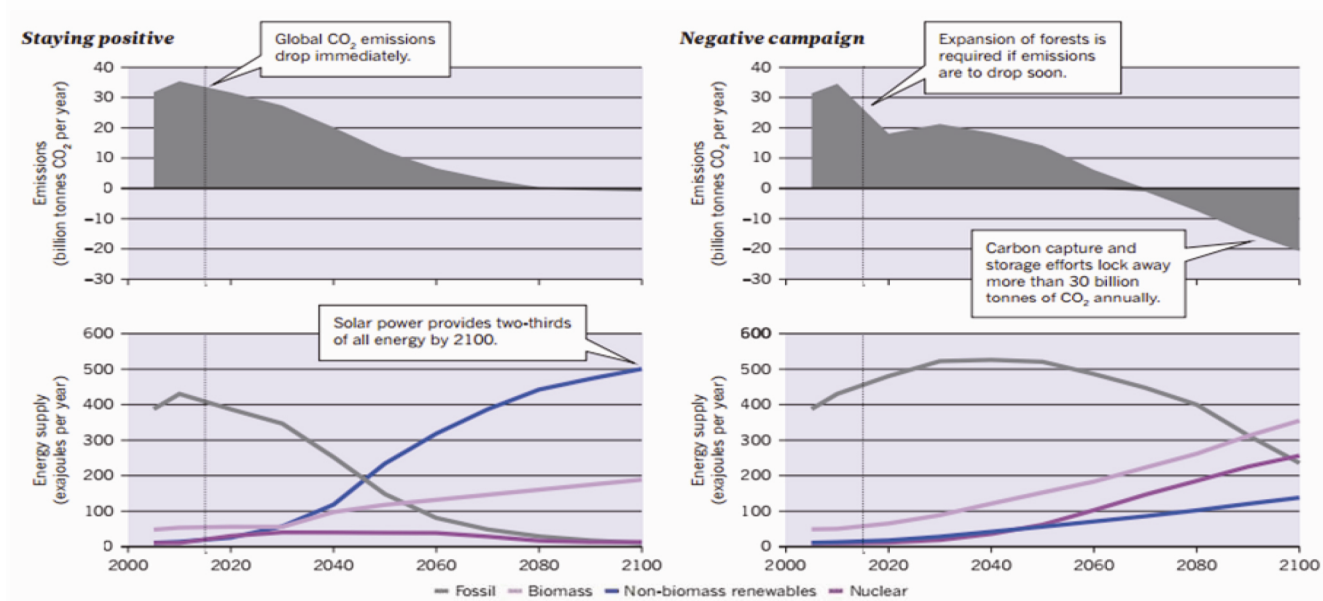 Staying positive
Global CO₂ emissions
drop immediately.
Emissions
(billion tonnes CO₂ per year)
40
30
20
10
0
–10
–20
–30
Negative campaign
Expansion of forests is
required if emissions
are to drop soon.
Emissions
(billion tonnes CO₂ per year)
40
30
20
10
0
–10
–20
–30
Carbon capture and
storage efforts lock away
more than 30 billion
tonnes of CO₂ annually.
Solar power provides two-thirds
of all energy by 2100.
Energy supply
(exajoules per year)
600
500
400
300
200
100
0
2000 2020 2040 2060 2080 2100
Energy supply
(exajoules per year)
600
500
400
300
200
100
0
2000 2020 2040 2060 2080 2100
Fossil Biomass Non-biomass renewables Nuclear